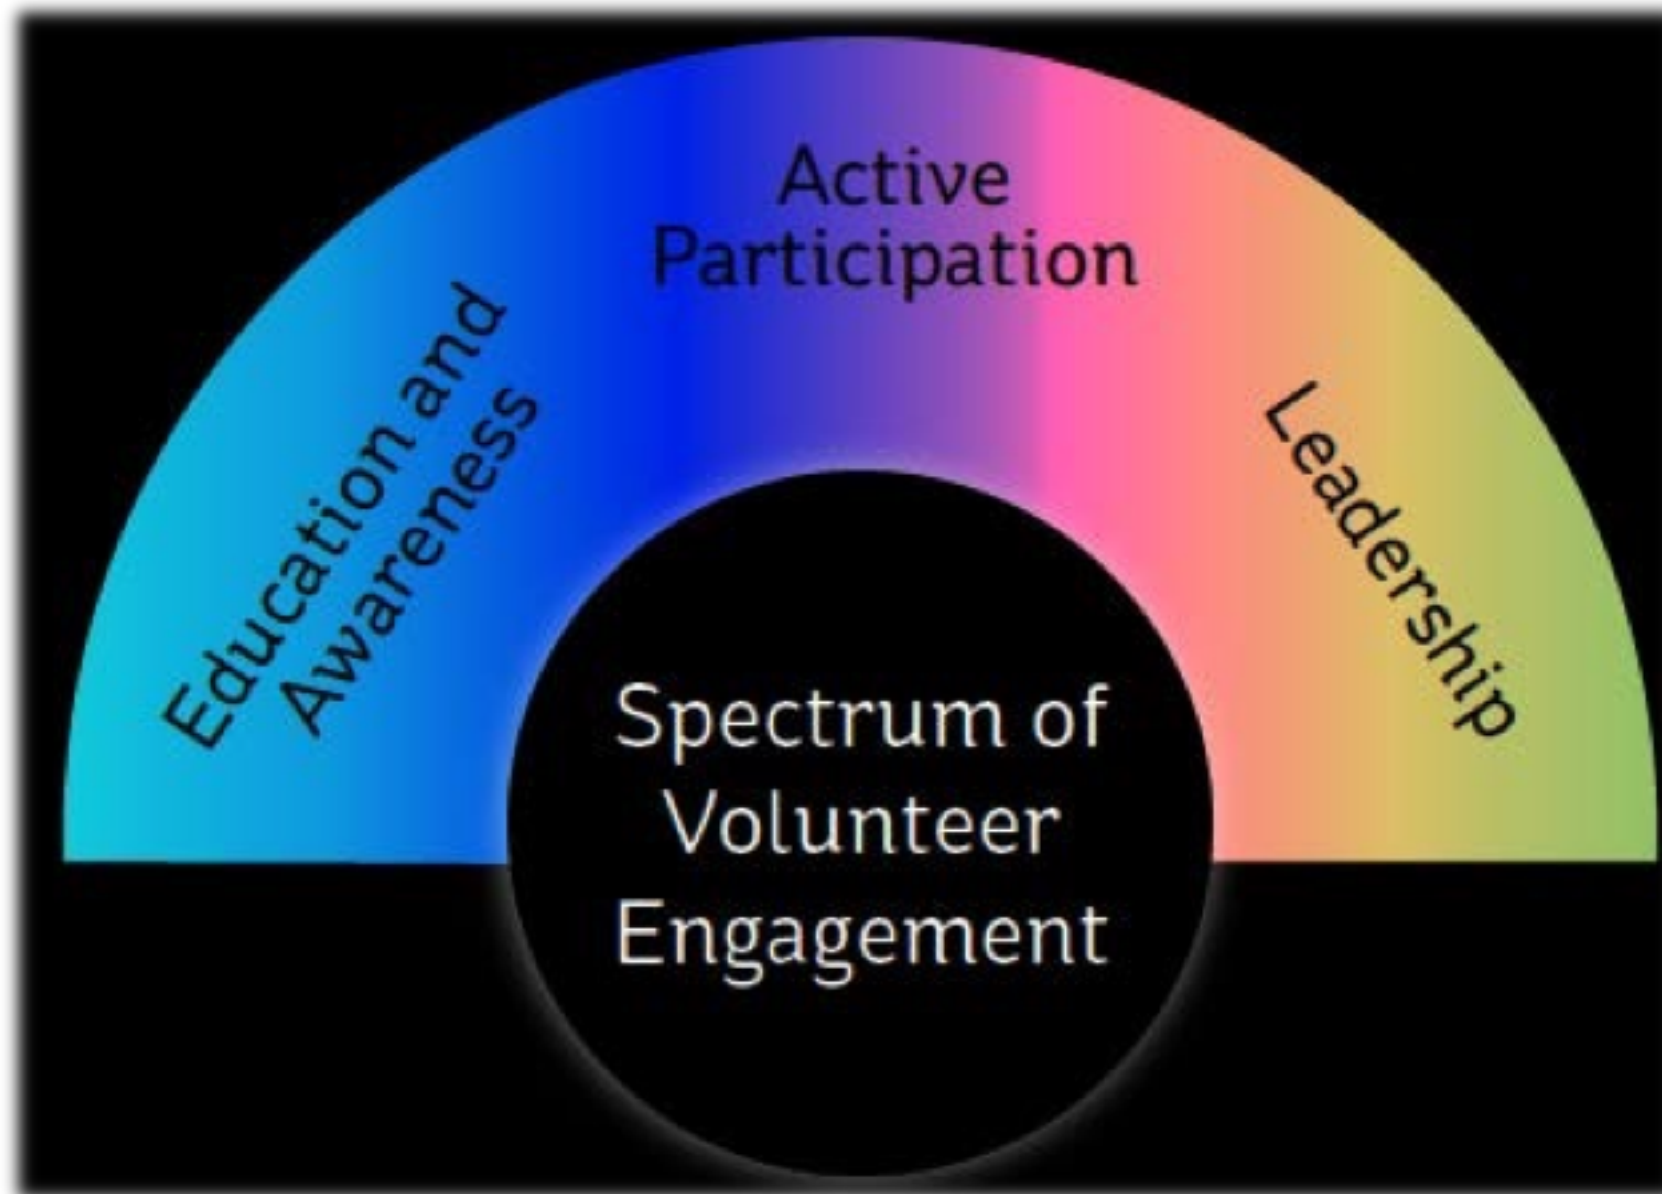 Education and
Awareness
Active
Participation
Leadership
Spectrum of
Volunteer
Engagement